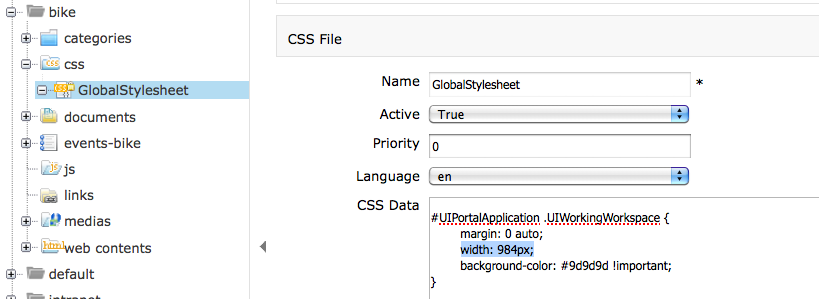 bike
categories
css
GlobalStylesheet
documents
events-bike
js
links
medias
web contents
default
intranet
CSS File
Name GlobalStylesheet *
Active True
Priority 0
Language en
CSS Data
#UIPortalApplication .UIWorkingWorkspace {
margin: 0 auto;
width: 984px;
background-color: #9d9d9d !important;
}